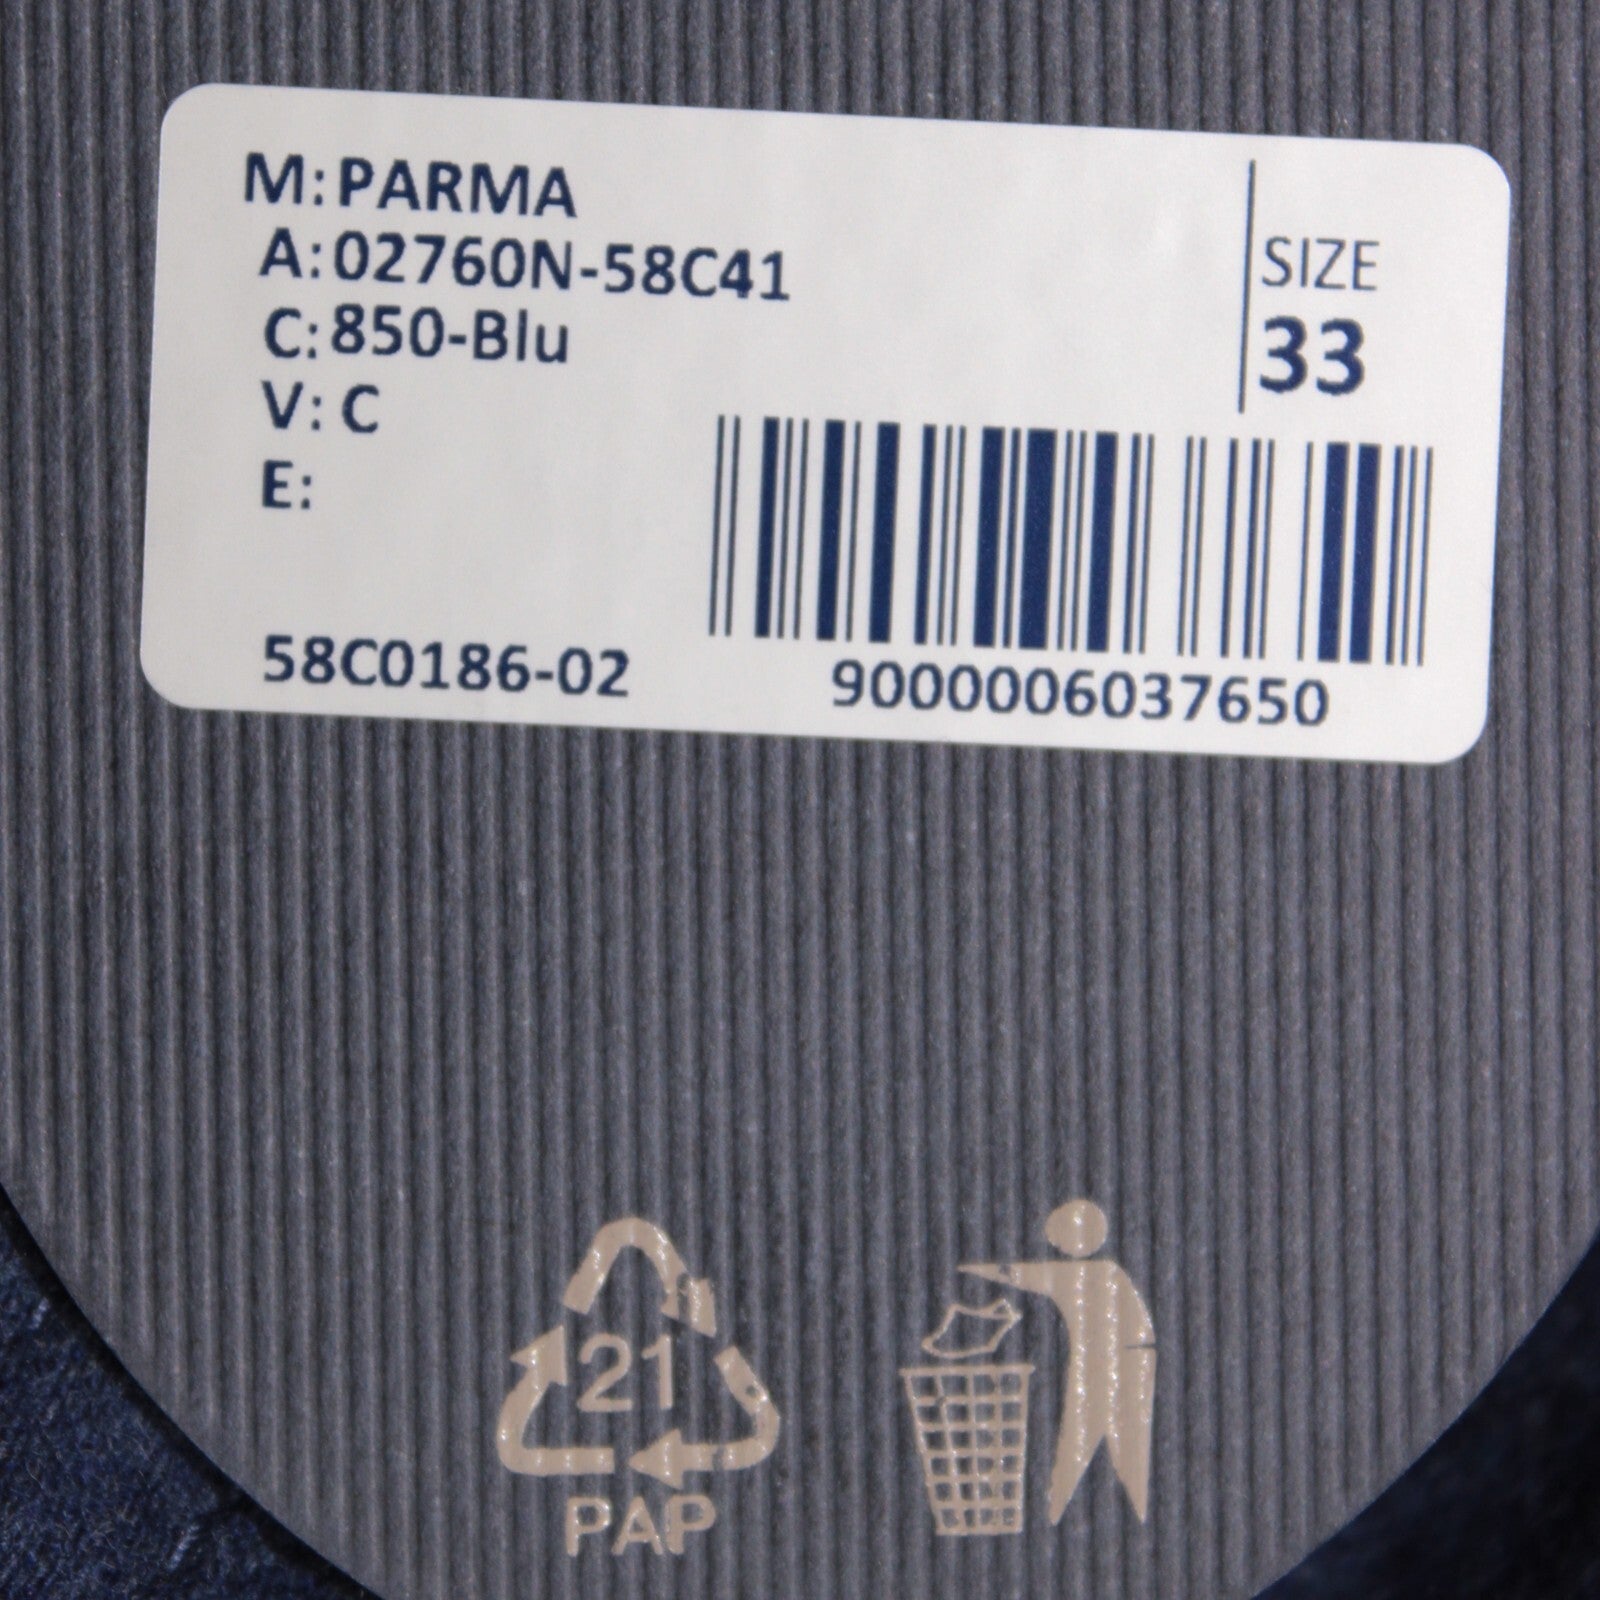 M: PARMA
A: 02760N-58C41
C: 850-Blu
V: C
E:
SIZE
33
58C0186-02
9000006037650
21
PAP